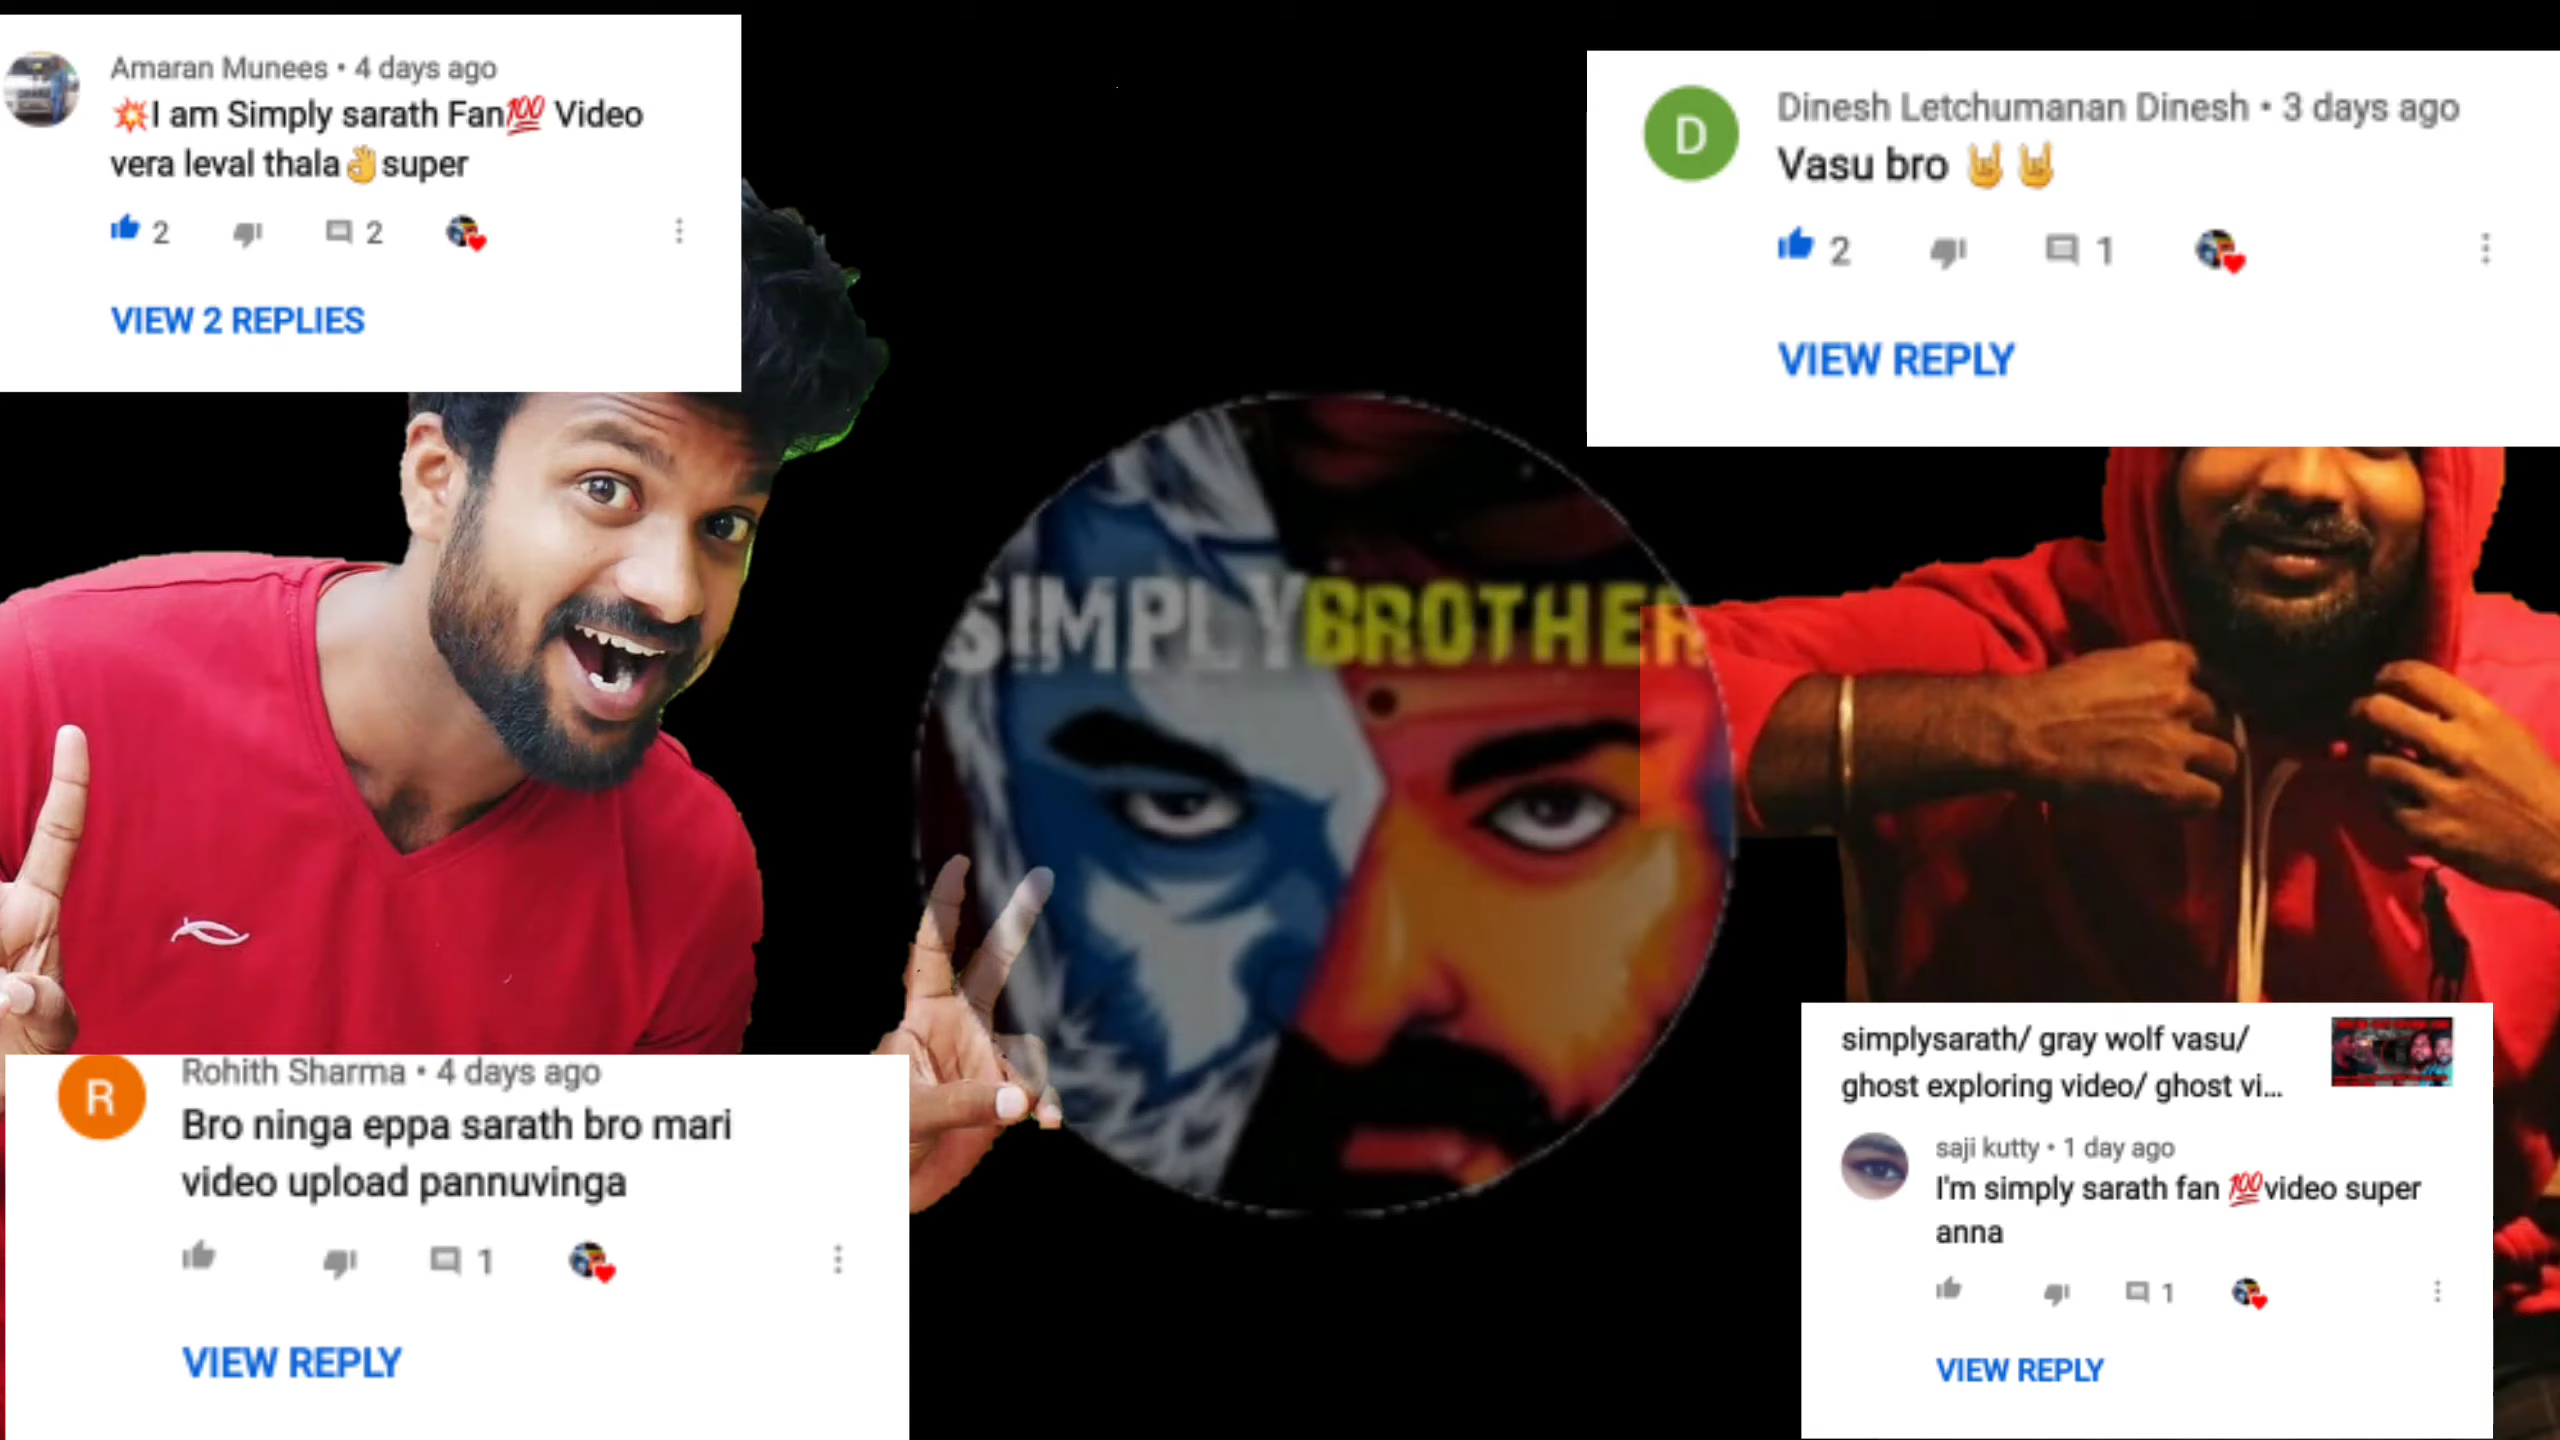 Amaran Munees • 4 days ago
💥I am Simply sarath Fan💯 Video
vera leval thala👌super
2 2
VIEW 2 REPLIES
Dinesh Letchumanan Dinesh • 3 days ago
D
Vasu bro 🤘🤘
2 1
VIEW REPLY
SIMPLYBROTHER
Rohith Sharma • 4 days ago
R
Bro ninga eppa sarath bro mari
video upload pannuvinga
1
VIEW REPLY
simplysarath/ gray wolf vasu/
ghost exploring video/ ghost vi...
saji kutty • 1 day ago
I'm simply sarath fan 💯video super
anna
1
VIEW REPLY